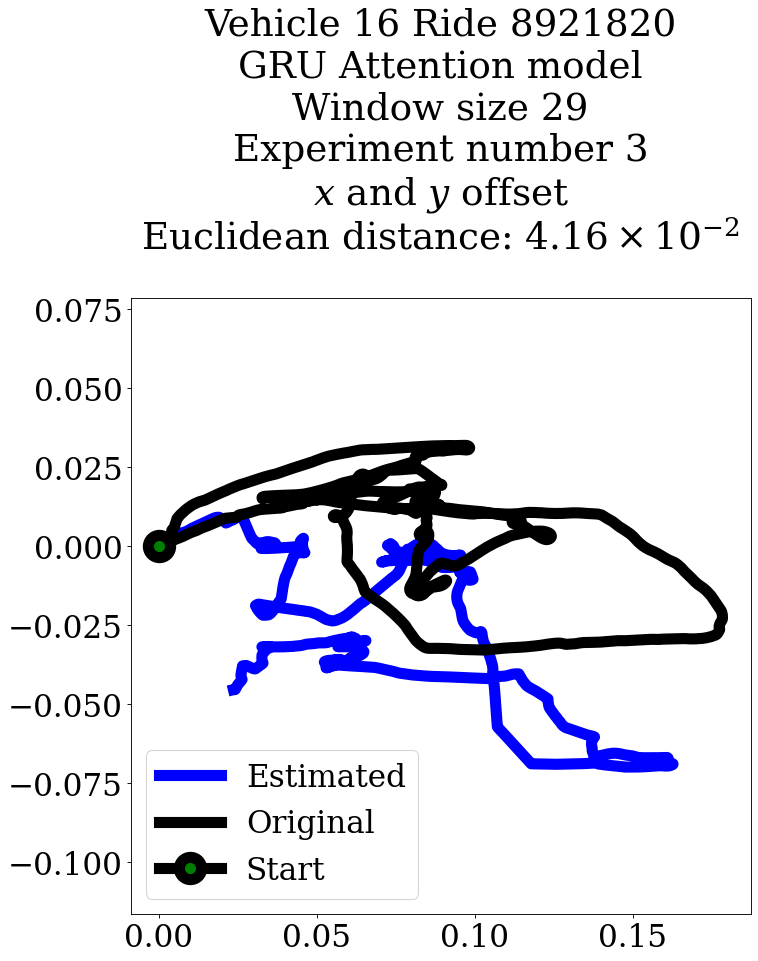 Vehicle 16 Ride 8921820
GRU Attention model
Window size 29
Experiment number 3
x and y offset
Euclidean distance: 4.16 × 10⁻²
0.075
0.050
0.025
0.000
−0.025
−0.050
−0.075
−0.100
Estimated
Original
Start
0.00 0.05 0.10 0.15